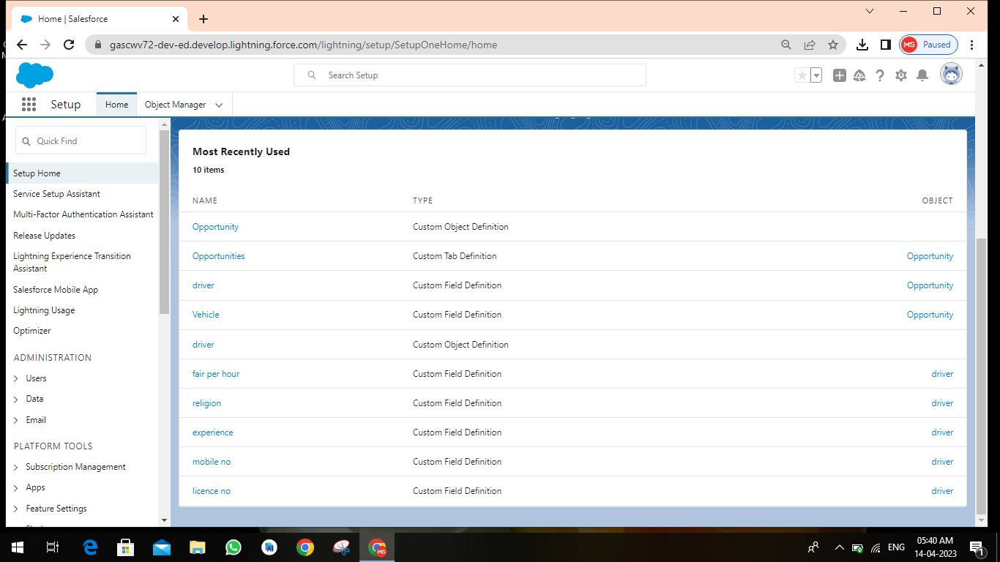 Home | Salesforce
gascwv72-dev-ed.develop.lightning.force.com/lightning/setup/SetupOneHome/home
MS Paused
Search Setup
Setup Home Object Manager
Quick Find
Setup Home
Service Setup Assistant
Multi-Factor Authentication Assistant
Release Updates
Lightning Experience Transition
Assistant
Salesforce Mobile App
Lightning Usage
Optimizer
ADMINISTRATION
Users
Data
Email
PLATFORM TOOLS
Subscription Management
Apps
Feature Settings
Most Recently Used
10 items
NAME TYPE OBJECT
Opportunity Custom Object Definition
Opportunities Custom Tab Definition Opportunity
driver Custom Field Definition Opportunity
Vehicle Custom Field Definition Opportunity
driver Custom Object Definition
fair per hour Custom Field Definition driver
religion Custom Field Definition driver
experience Custom Field Definition driver
mobile no Custom Field Definition driver
licence no Custom Field Definition driver
MS
ENG
05:40 AM
14-04-2023
1